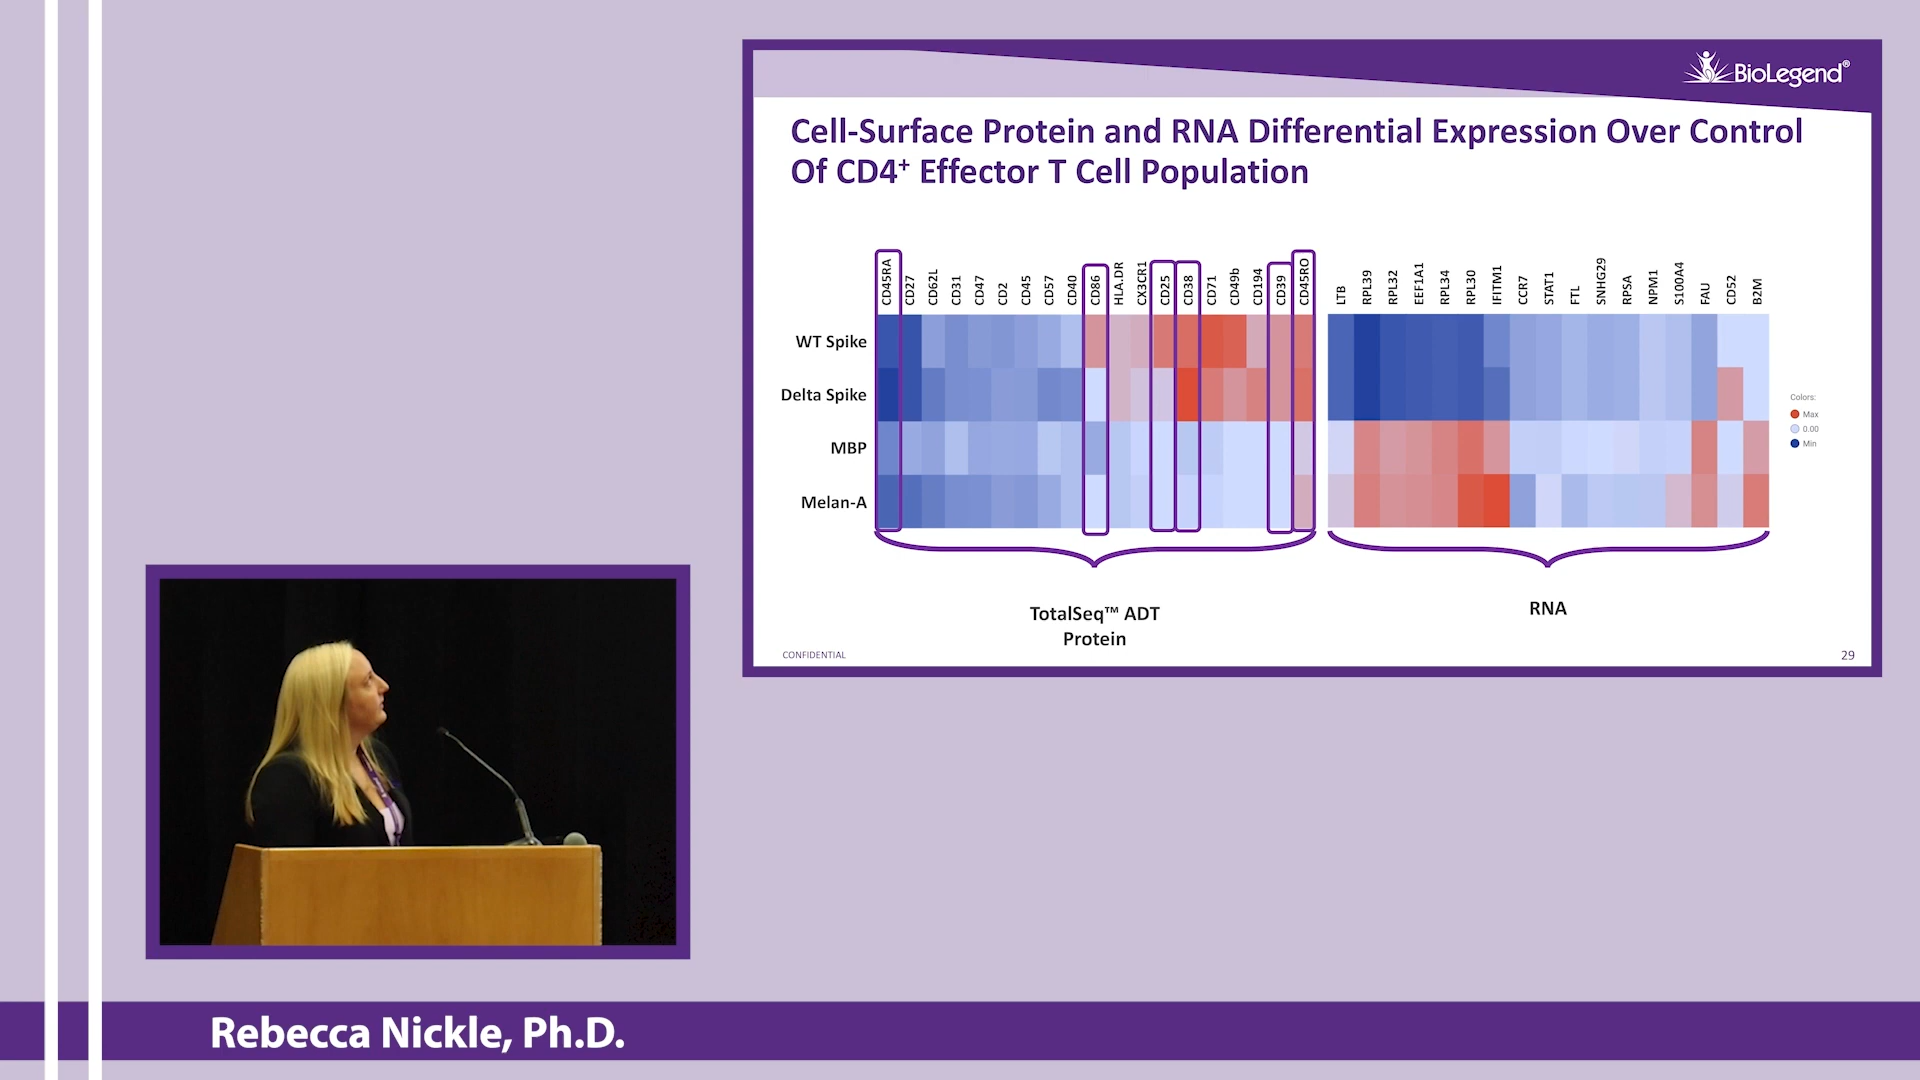 BioLegend®
Cell-Surface Protein and RNA Differential Expression Over Control
Of CD4⁺ Effector T Cell Population
CD45RA CD27 CD62L CD31 CD47 CD2 CD45 CD57 CD40 CD86 HLA.DR CX3CR1 CD25 CD38 CD71 CD49b CD194 CD39 CD45RO LTB RPL39 RPL32 EEF1A1 RPL34 RPL30 IFITM1 CCR7 STAT1 FTL SNHG29 RPSA NPM1 S100A4 FAU CD52 B2M
WT Spike
Delta Spike
MBP
Melan-A
Colors:
Max
0.00
Min
TotalSeq™ ADT
Protein
RNA
CONFIDENTIAL
29
Rebecca Nickle, Ph.D.